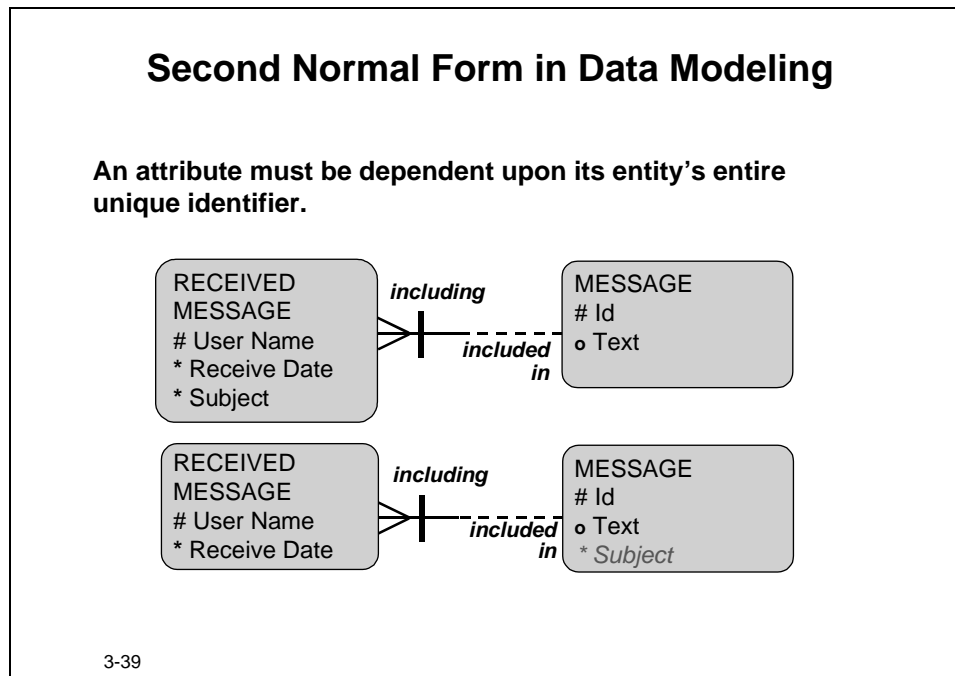 Second Normal Form in Data Modeling
An attribute must be dependent upon its entity’s entire
unique identifier.
RECEIVED
MESSAGE
# User Name
* Receive Date
* Subject
including
included
in
MESSAGE
# Id
o Text
RECEIVED
MESSAGE
# User Name
* Receive Date
including
included
in
MESSAGE
# Id
o Text
* Subject
3-39